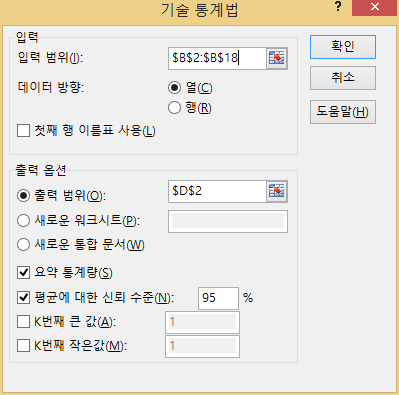 기술 통계법
?
입력
입력 범위(I): $B$2:$B$18
확인
데이터 방향: 열(C)
취소
행(R)
도움말(H)
첫째 행 이름표 사용(L)
출력 옵션
출력 범위(O): $D$2
새로운 워크시트(P):
새로운 통합 문서(W)
요약 통계량(S)
평균에 대한 신뢰 수준(N): 95 %
K번째 큰 값(A): 1
K번째 작은값(M): 1